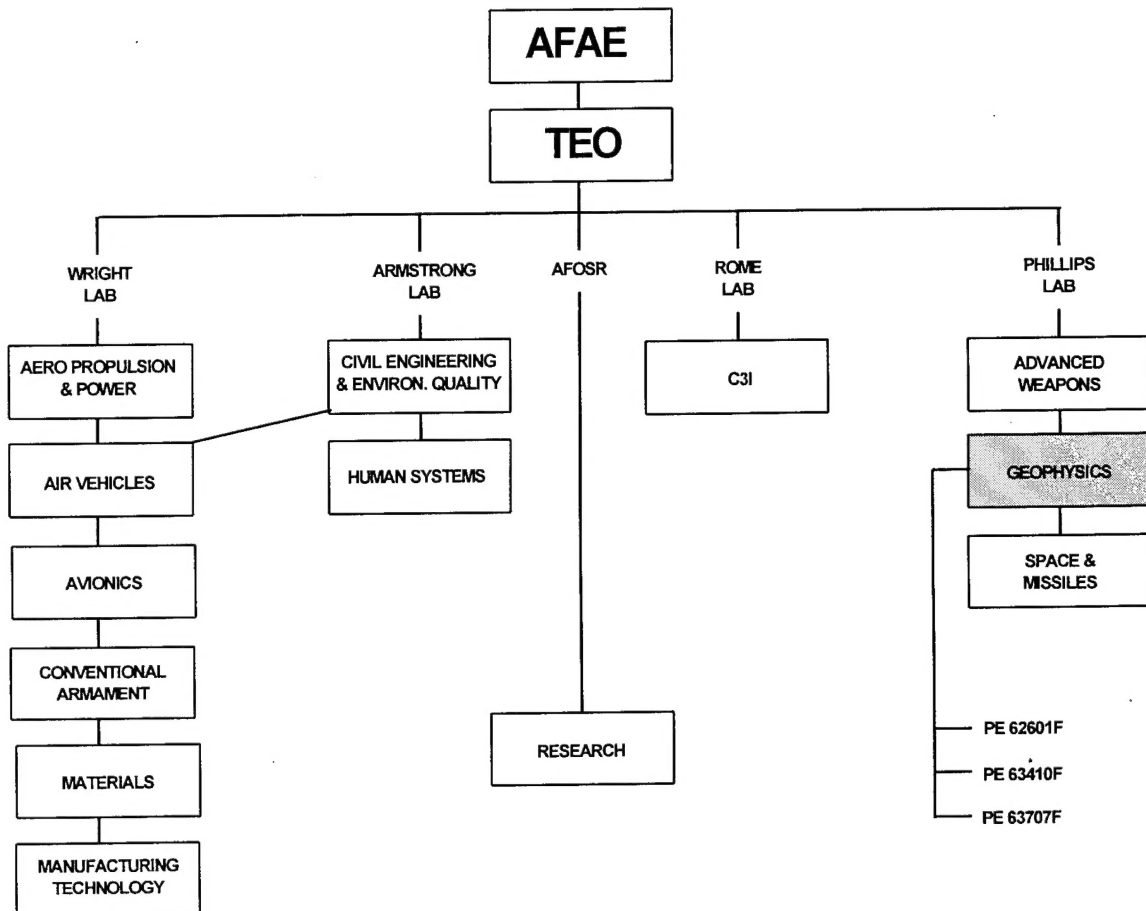 AFAE
TEO
WRIGHT
LAB
ARMSTRONG
LAB
AFOSR
ROME
LAB
PHILLIPS
LAB
AERO PROPULSION
& POWER
CIVIL ENGINEERING
& ENVIRON. QUALITY
C3I
ADVANCED
WEAPONS
AIR VEHICLES
HUMAN SYSTEMS
GEOPHYSICS
AVIONICS
SPACE &
MISSILES
CONVENTIONAL
ARMAMENT
RESEARCH
PE 62601F
PE 63410F
PE 63707F
MATERIALS
MANUFACTURING
TECHNOLOGY